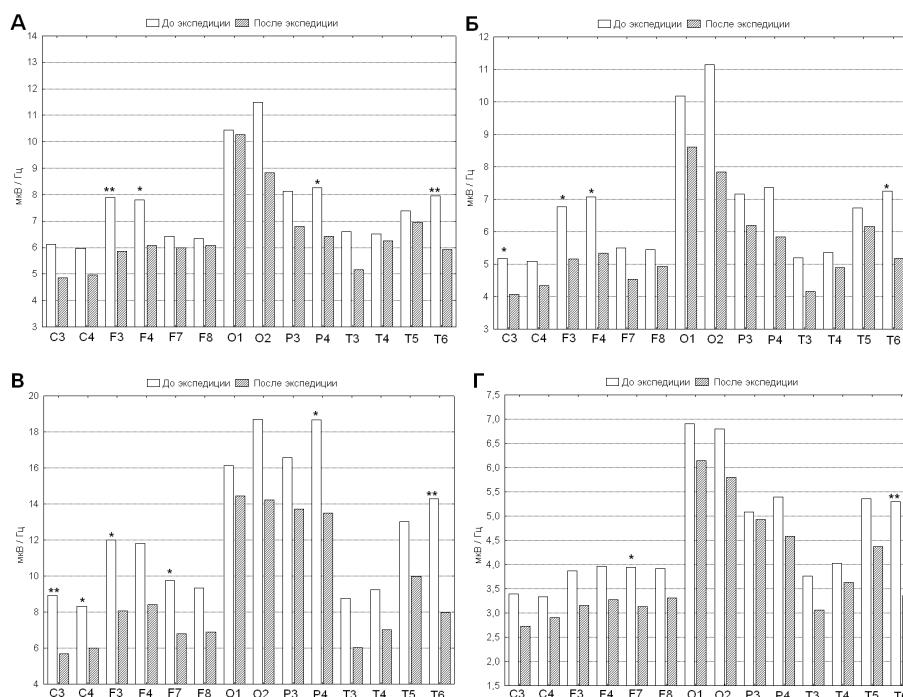 А
До экспедиции После экспедиции
14
13
12
11
10
9
8
7
6
5
4
3
мкВ / Гц
** * * **
C3 C4 F3 F4 F7 F8 O1 O2 P3 P4 T3 T4 T5 T6
Б
До экспедиции После экспедиции
12
11
10
9
8
7
6
5
4
3
мкВ / Гц
* * * *
C3 C4 F3 F4 F7 F8 O1 O2 P3 P4 T3 T4 T5 T6
В
До экспедиции После экспедиции
20
18
16
14
12
10
8
6
4
мкВ / Гц
** * * * * **
C3 C4 F3 F4 F7 F8 O1 O2 P3 P4 T3 T4 T5 T6
Г
До экспедиции После экспедиции
7,5
7,0
6,5
6,0
5,5
5,0
4,5
4,0
3,5
3,0
2,5
2,0
1,5
мкВ / Гц
* **
C3 C4 F3 F4 F7 F8 O1 O2 P3 P4 T3 T4 T5 T6